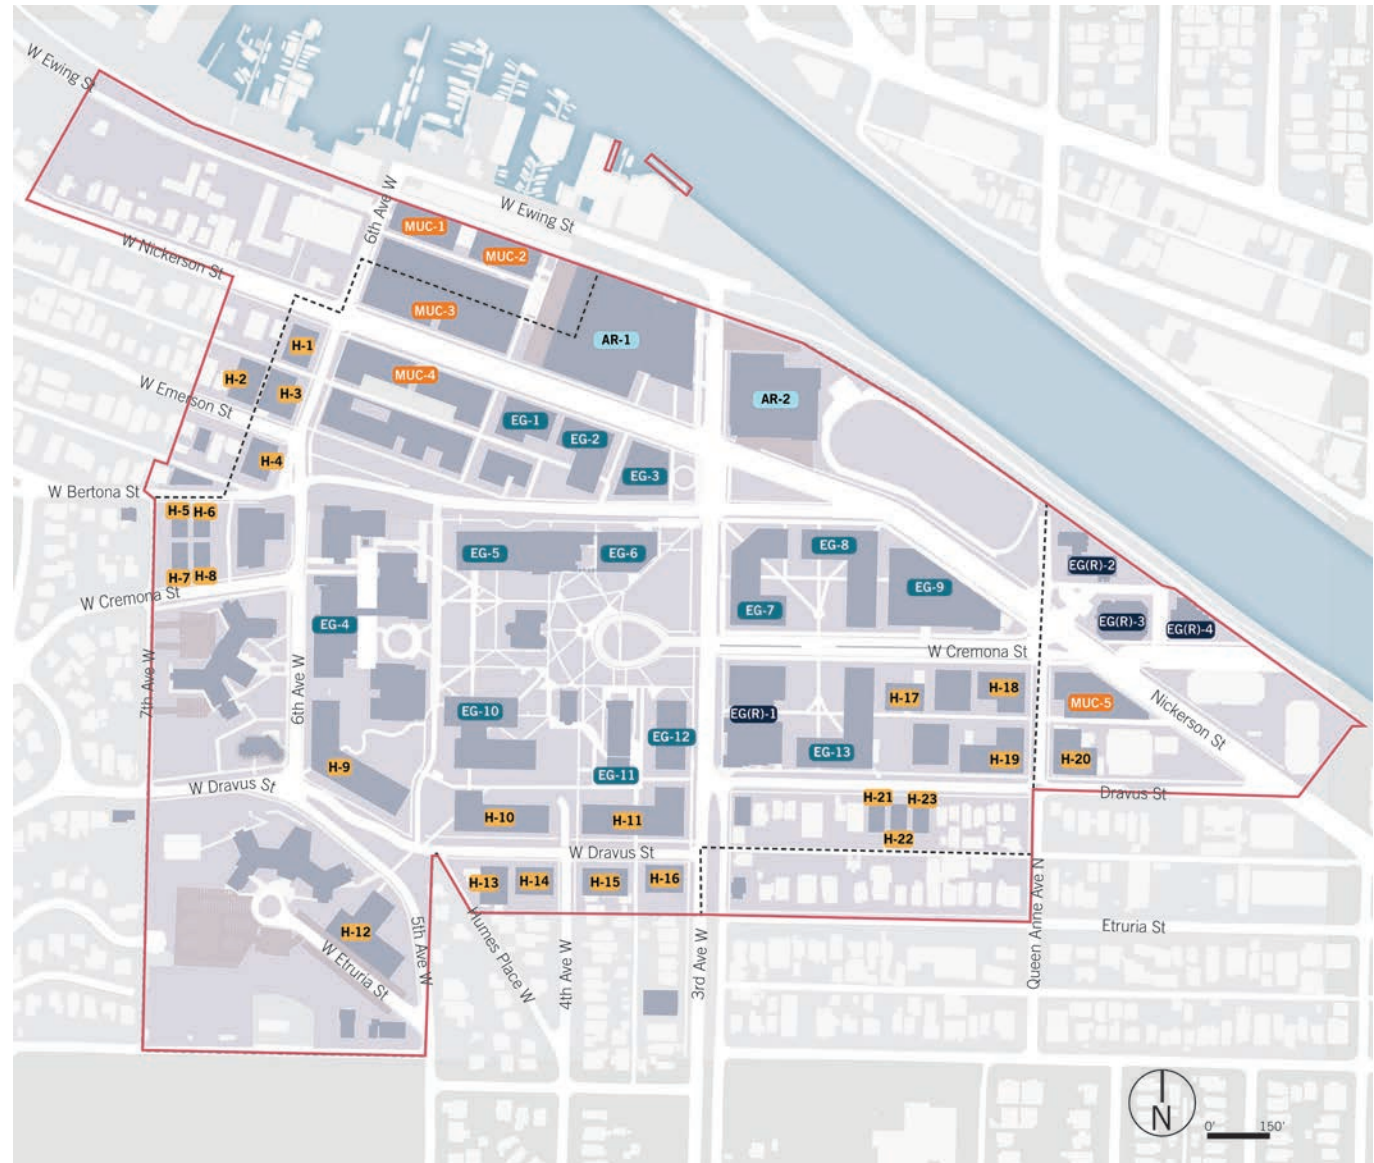 W Ewing St
6th Ave W
W Ewing St
MUC-1
MUC-2
W Nickerson St
MUC-3
AR-1
H-1
MUC-4
H-2
H-3
AR-2
W Emerson St
EG-1
EG-2
H-4
EG-3
W Bertona St
H-5
H-6
EG-5
EG-6
EG-8
EG(R)-2
H-7
H-8
EG-9
W Cremona St
EG-7
EG-4
EG(R)-3
EG(R)-4
W Cremona St
7th Ave W
6th Ave W
H-17
H-18
MUC-5
Nickerson St
EG-10
EG(R)-1
EG-12
EG-13
H-19
H-20
H-9
EG-11
W Dravus St
Dravus St
H-21
H-23
H-10
H-11
H-22
W Dravus St
H-13
H-14
H-15
H-16
Queen Anne Ave N
H-12
5th Ave W
Humes Place W
4th Ave W
3rd Ave W
Etruria St
W Etruria St
N
0'
150'